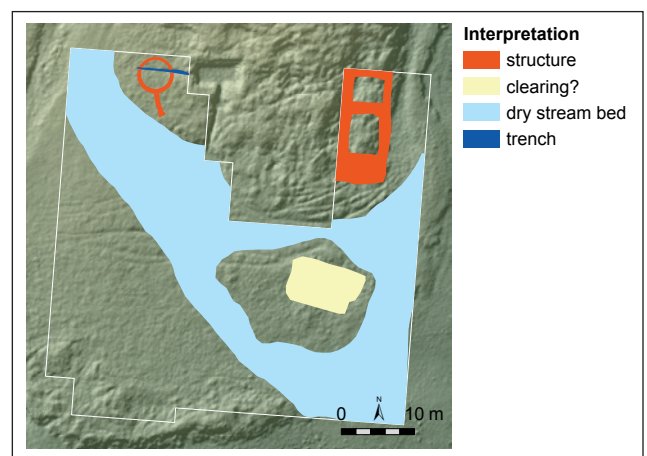 Interpretation
structure
clearing?
dry stream bed
trench
N
0 10 m